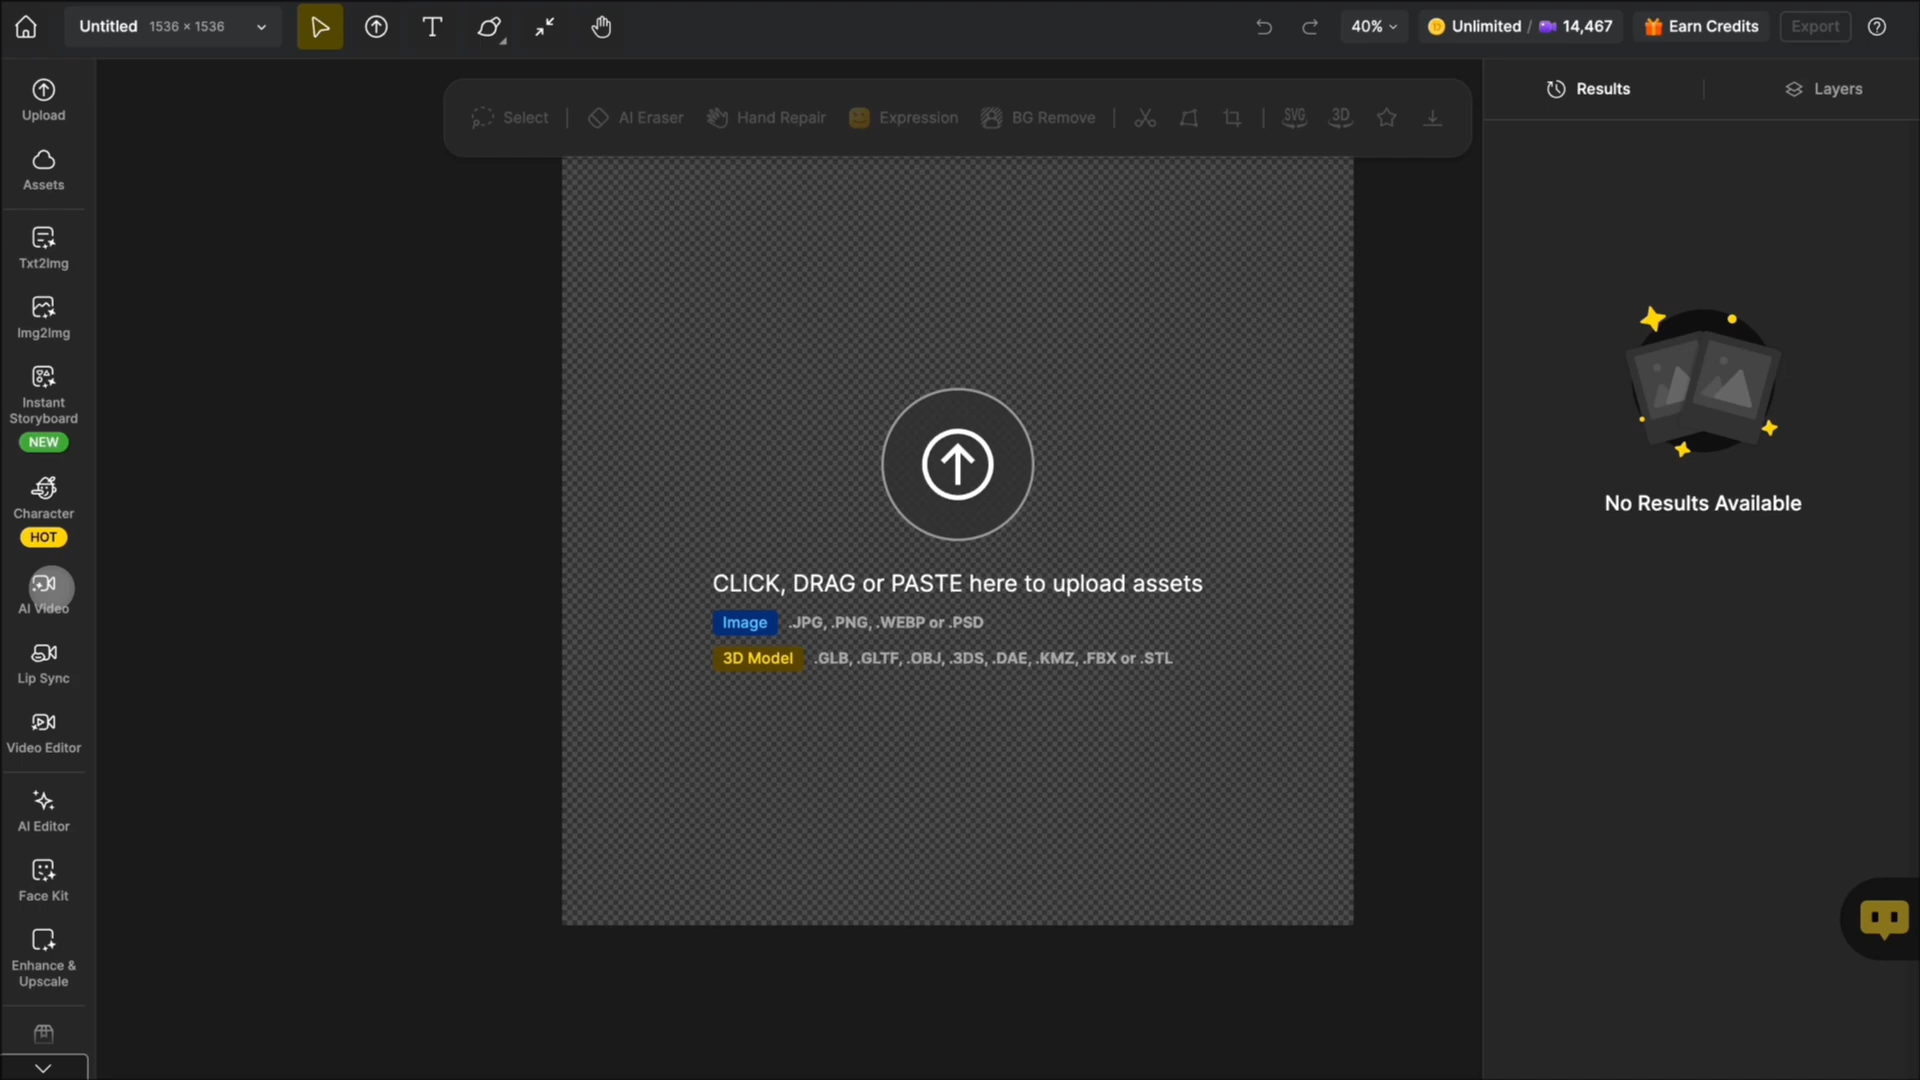 Untitled 1536 × 1536
40%
Unlimited / 14,467
Earn Credits
Export
Upload
Assets
Txt2Img
Img2Img
Instant
Storyboard
NEW
Character
HOT
AI Video
Lip Sync
Video Editor
AI Editor
Face Kit
Enhance &
Upscale
Select
AI Eraser
Hand Repair
Expression
BG Remove
SVG
3D
CLICK, DRAG or PASTE here to upload assets
Image .JPG, .PNG, .WEBP or .PSD
3D Model .GLB, .GLTF, .OBJ, .3DS, .DAE, .KMZ, .FBX or .STL
Results
Layers
No Results Available